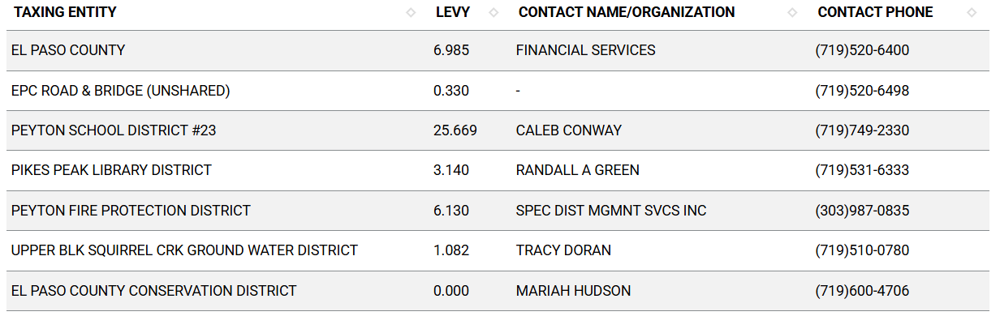 TAXING ENTITY LEVY CONTACT NAME/ORGANIZATION CONTACT PHONE
EL PASO COUNTY 6.985 FINANCIAL SERVICES (719)520-6400
EPC ROAD & BRIDGE (UNSHARED) 0.330 - (719)520-6498
PEYTON SCHOOL DISTRICT #23 25.669 CALEB CONWAY (719)749-2330
PIKES PEAK LIBRARY DISTRICT 3.140 RANDALL A GREEN (719)531-6333
PEYTON FIRE PROTECTION DISTRICT 6.130 SPEC DIST MGMNT SVCS INC (303)987-0835
UPPER BLK SQUIRREL CRK GROUND WATER DISTRICT 1.082 TRACY DORAN (719)510-0780
EL PASO COUNTY CONSERVATION DISTRICT 0.000 MARIAH HUDSON (719)600-4706